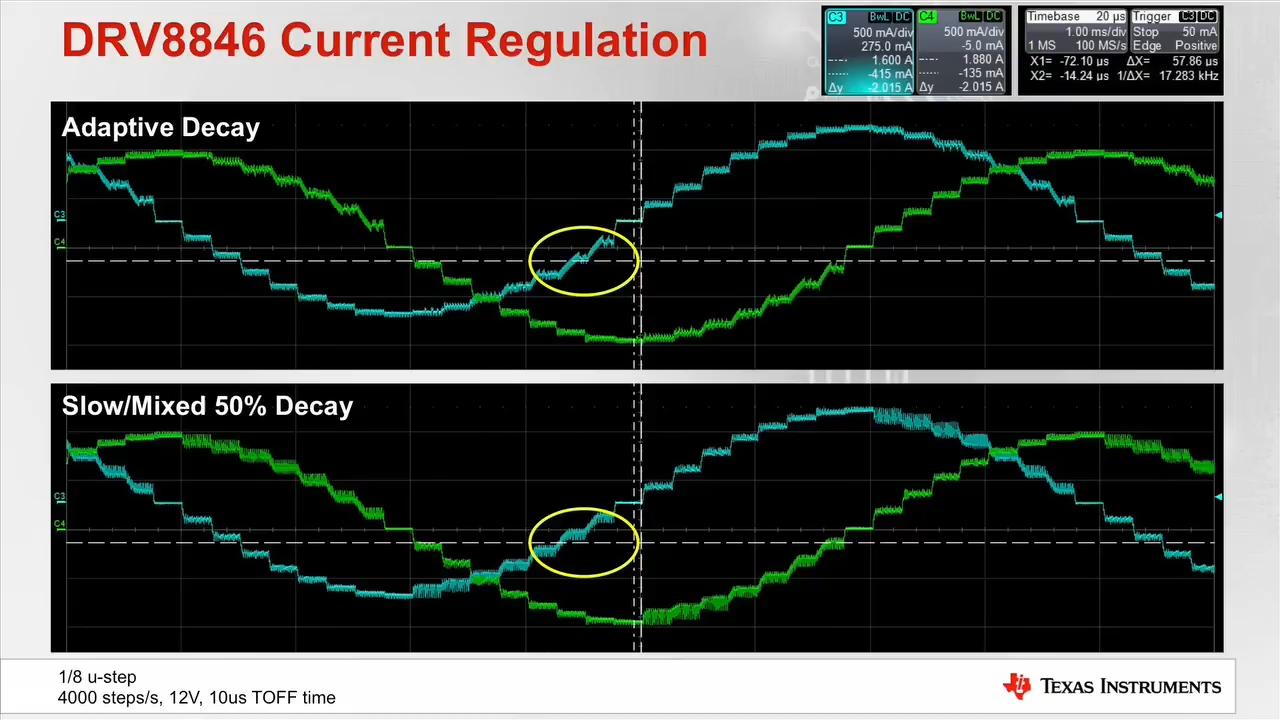 DRV8846 Current Regulation
C3 BwL DC
500 mA/div
275.0 mA
1.600 A
-415 mA
Δy -2.015 A
C4 BwL DC
500 mA/div
-5.0 mA
1.880 A
-135 mA
Δy -2.015 A
Timebase 20 µs
1.00 ms/div
1 MS 100 MS/s
Trigger C3 DC
Stop 50 mA
Edge Positive
X1= -72.10 µs ΔX= 57.86 µs
X2= -14.24 µs 1/ΔX= 17.283 kHz
Adaptive Decay
C3
C4
Slow/Mixed 50% Decay
C3
C4
1/8 u-step
4000 steps/s, 12V, 10us TOFF time
TEXAS INSTRUMENTS